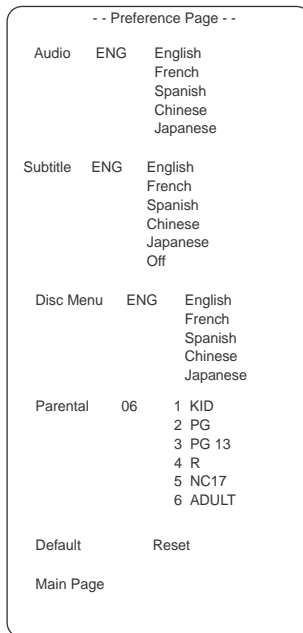 - - Preference Page - -
Audio ENG English
French
Spanish
Chinese
Japanese
Subtitle ENG English
French
Spanish
Chinese
Japanese
Off
Disc Menu ENG English
French
Spanish
Chinese
Japanese
Parental 06 1 KID
2 PG
3 PG 13
4 R
5 NC17
6 ADULT
Default Reset
Main Page